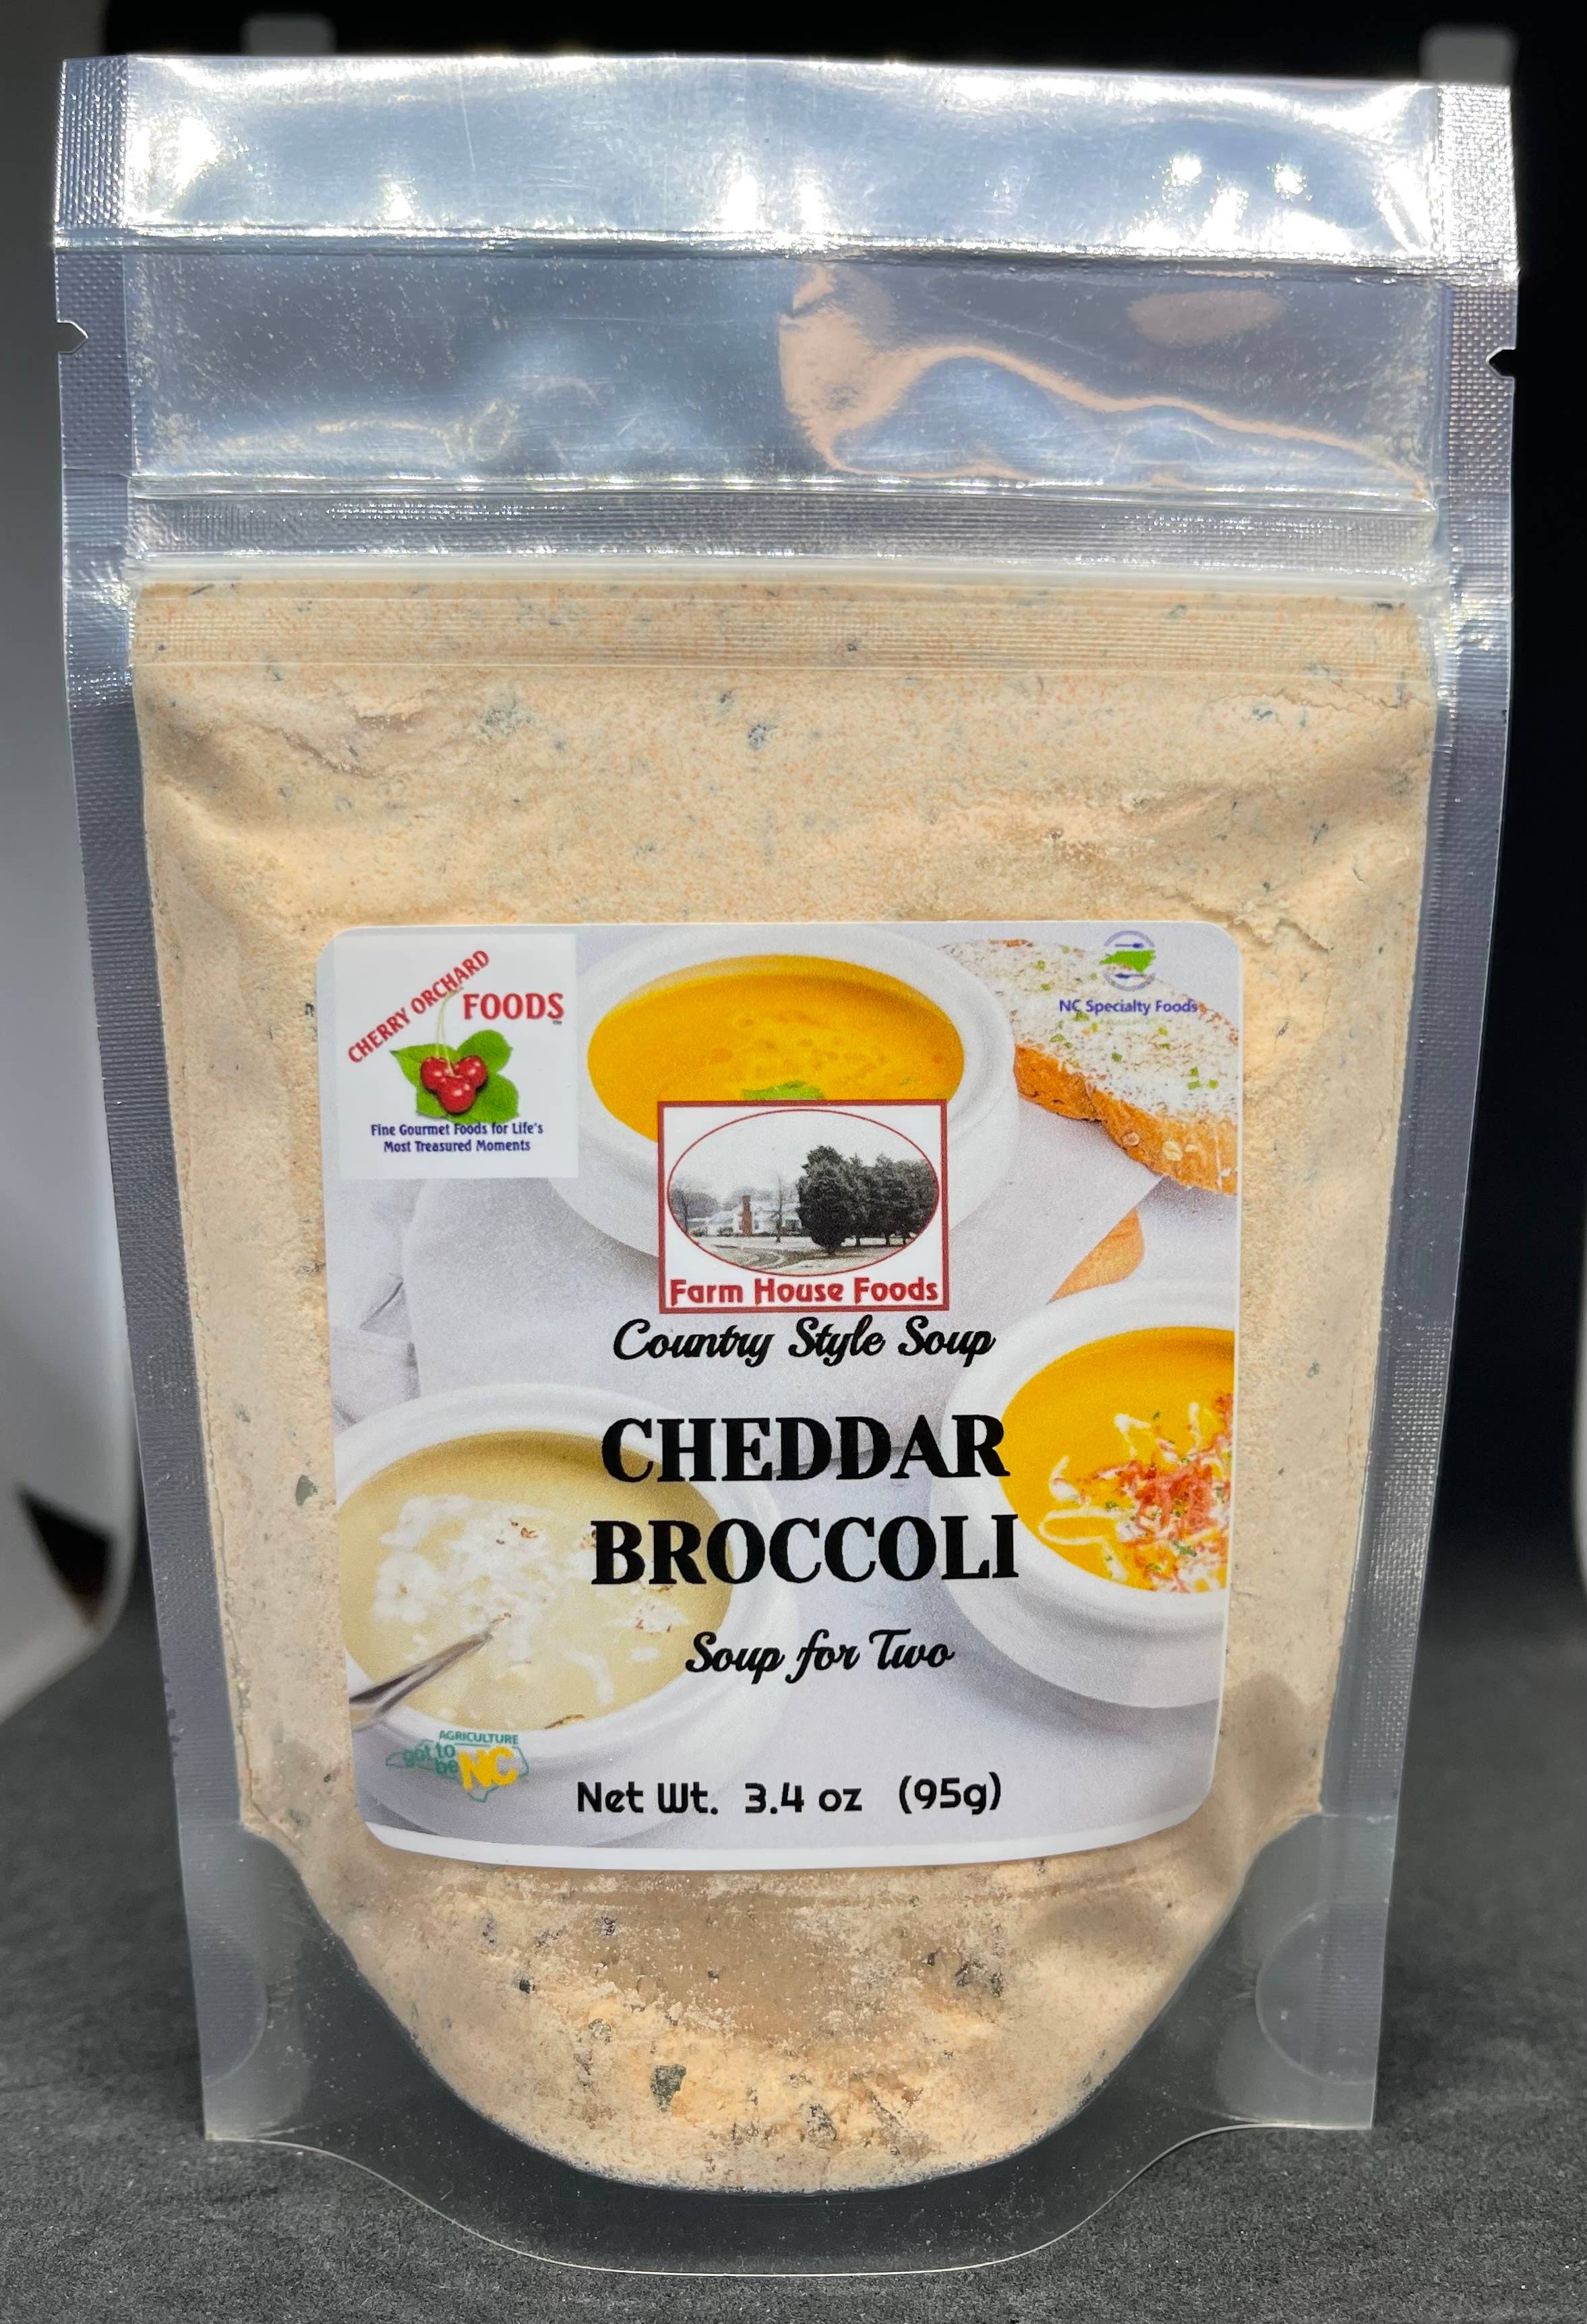 CHERRY ORCHARD
FOODS
™
Fine Gourmet Foods for Life's
Most Treasured Moments
NC Specialty Foods
Farm House Foods
Country Style Soup
CHEDDAR
BROCCOLI
Soup for Two
AGRICULTURE
got to
be NC
Net Wt. 3.4 oz (95g)